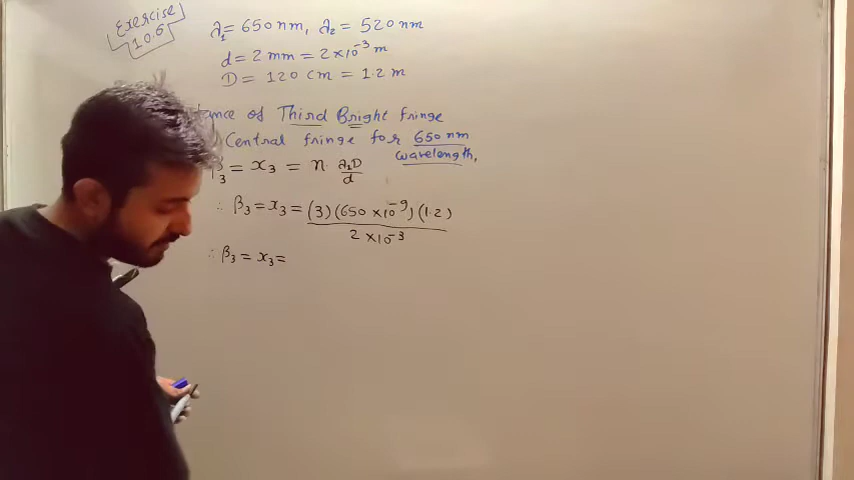 Exercise
10.6
λ₁ = 650 nm, λ₂ = 520 nm
d = 2 mm = 2×10⁻³ m
D = 120 cm = 1.2 m
tance of Third Bright fringe
Central fringe for 650 nm
wavelength,
β₃ = x₃ = n λ₁D/d
∴ β₃ = x₃ = (3)(650 ×10⁻⁹)(1.2)
2 ×10⁻³
∴ β₃ = x₃ =